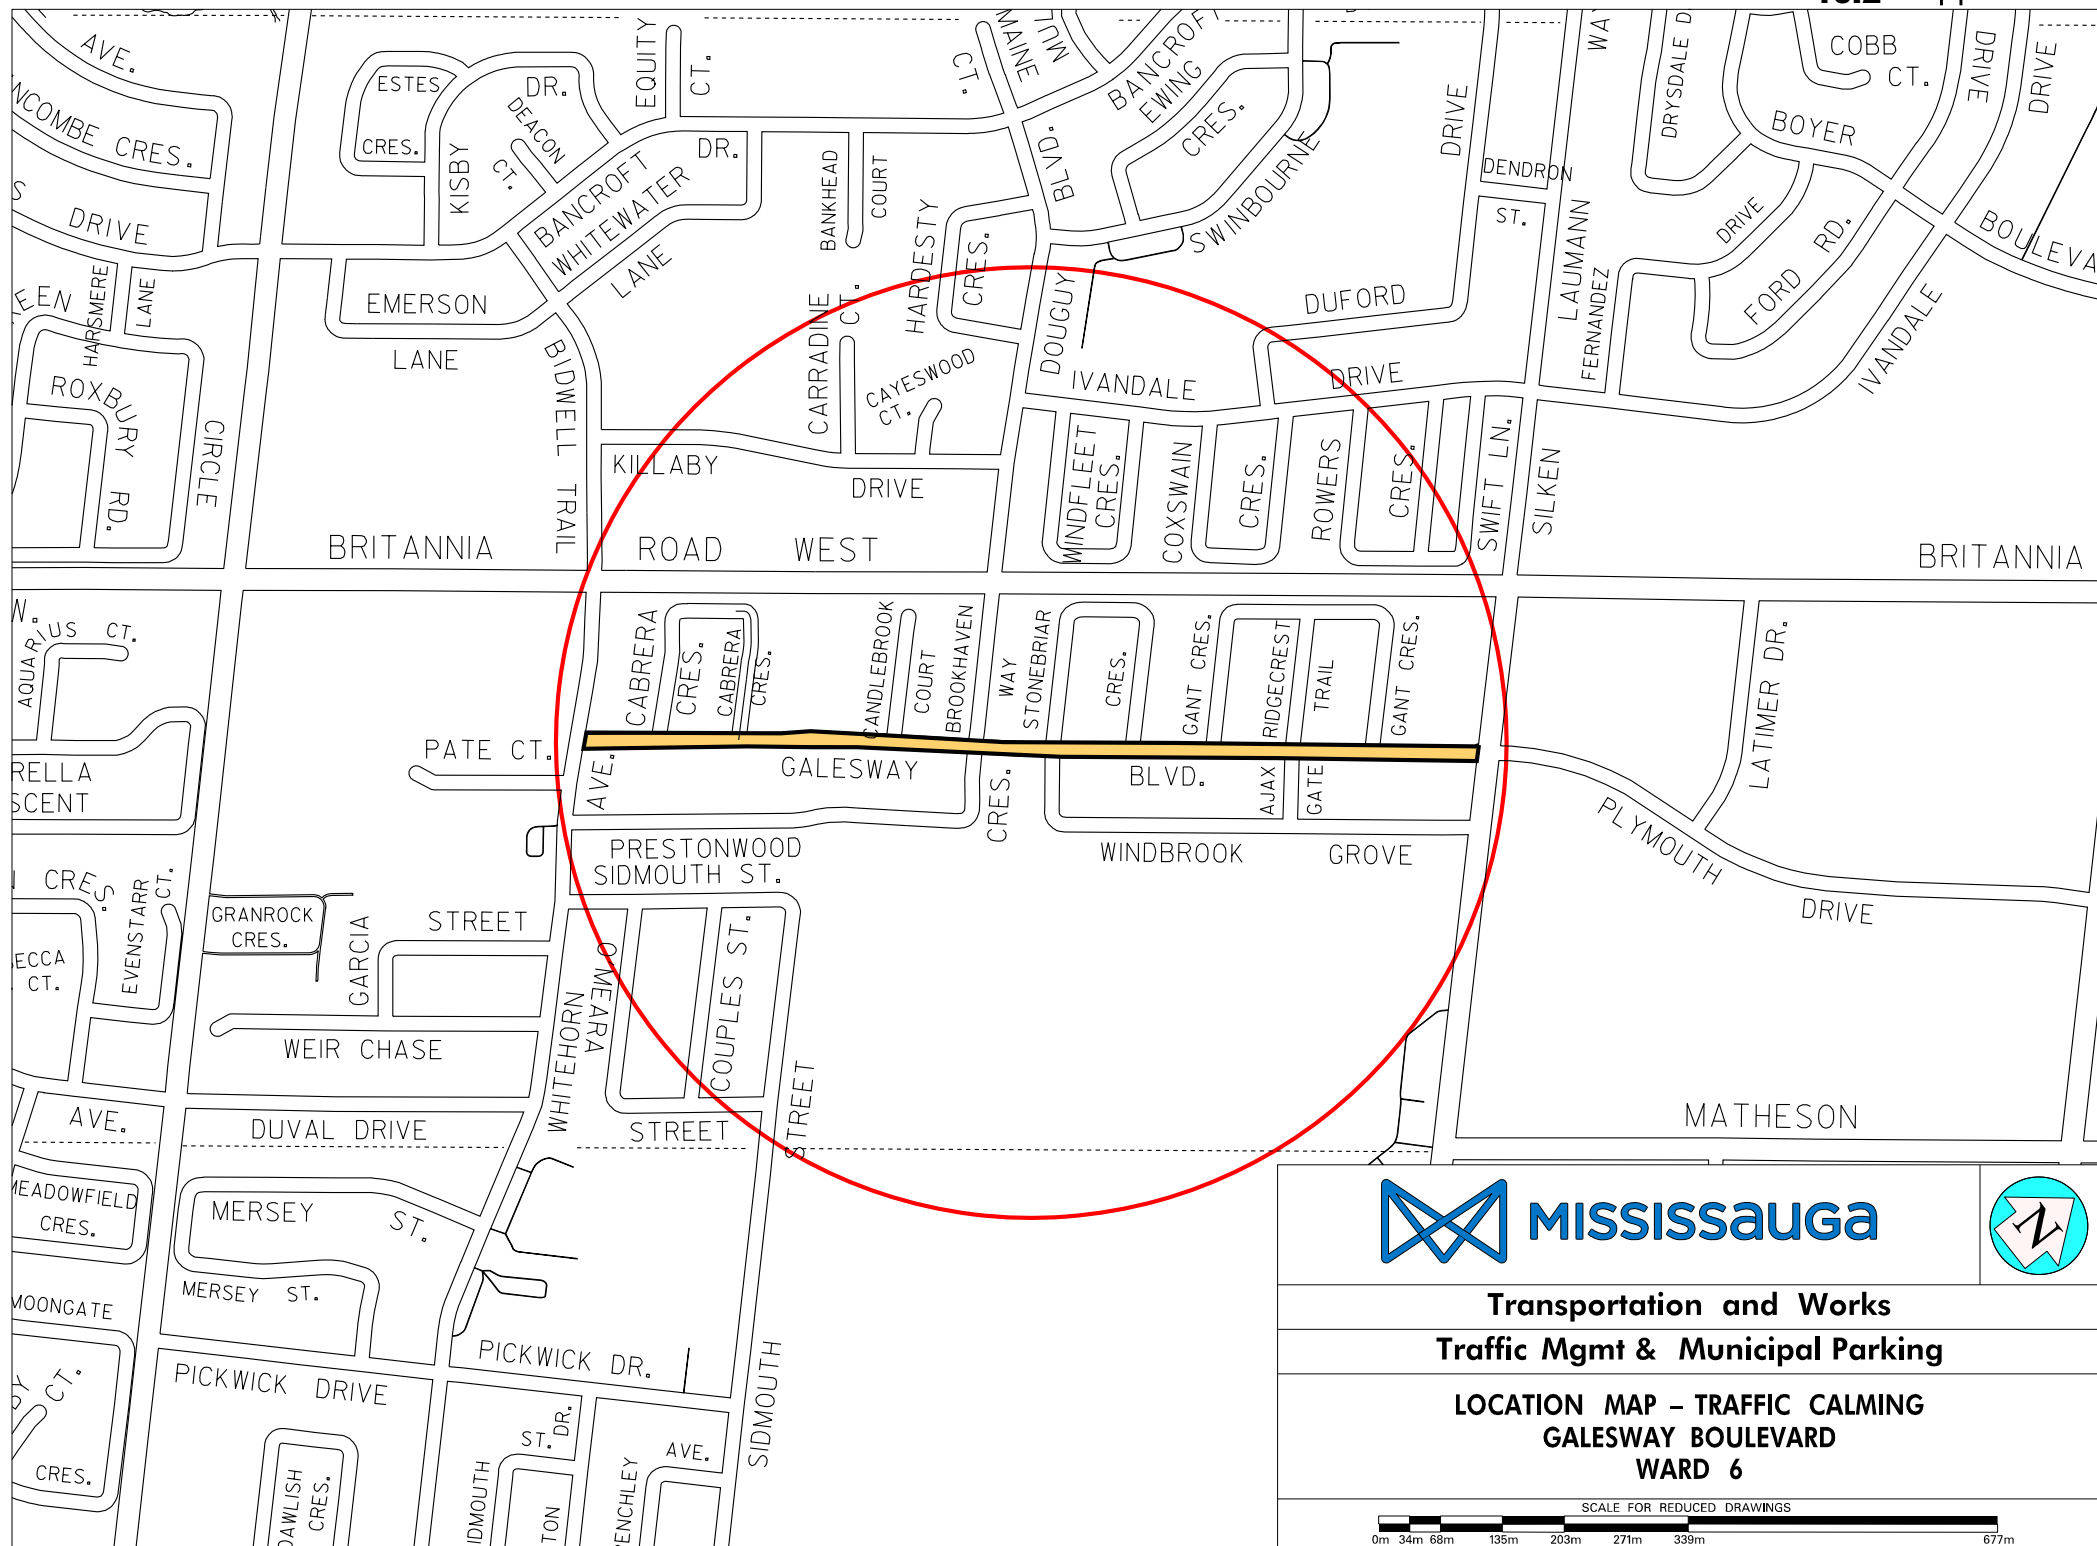 AVE.
ESTES
CRES.
DR.
DEACON
CT.
KISBY
EQUITY
CT.
CT.
MAINE
BANCROFT
EWING
CRES.
BLVD.
SWINBOURNE
DRIVE
DENDRON
ST.
LAUMANN
FERNANDEZ
DRYSDALE D
COBB
CT.
BOYER
DRIVE
DRIVE
DRIVE
FORD RD.
IVANDALE
NCOMBE CRES.
DRIVE
BANCROFT
DR.
WHITEWATER
LANE
BANKHEAD
COURT
HARDESTY
CRES.
HARSMERE
LANE
EMERSON
LANE
BIDWELL TRAIL
CARRADINE
CT.
CAYESWOOD
CT.
DOUGUY
DUFORD
IVANDALE
DRIVE
ROXBURY
RD.
CIRCLE
KILLABY
DRIVE
WINDFLEET
CRES.
COXSWAIN
CRES.
ROWERS
CRES.
SWIFT LN.
SILKEN
BRITANNIA
ROAD WEST
BRITANNIA
AQUARIUS CT.
CABRERA
CRES.
CABRERA
CRES.
CANDLEBROOK
COURT
BROOKHAVEN
WAY
STONEBRIAR
CRES.
GANT CRES.
RIDGECREST
TRAIL
GANT CRES.
LATIMER DR.
PATE CT.
AVE.
GALESWAY
BLVD.
CRES.
AJAX
GATE
PRESTONWOOD
SIDMOUTH ST.
WINDBROOK GROVE
PLYMOUTH
DRIVE
CRES.
EVENSTARR
CT.
GRANROCK
CRES.
GARCIA
STREET
CT.
O'MEARA
WHITEHORN
COUPLES ST.
WEIR CHASE
AVE.
DUVAL DRIVE
STREET
STREET
MATHESON
MEADOWFIELD
CRES.
MERSEY
ST.
MERSEY ST.
MOONGATE
PICKWICK DR.
PICKWICK DRIVE
SIDMOUTH
CT.
CRES.
DAWLISH
CRES.
ST.
DR.
AVE.
MISSISSauGa
N
Transportation and Works
Traffic Mgmt & Municipal Parking
LOCATION MAP – TRAFFIC CALMING
GALESWAY BOULEVARD
WARD 6
SCALE FOR REDUCED DRAWINGS
0m 34m 68m 135m 203m 271m 339m 677m